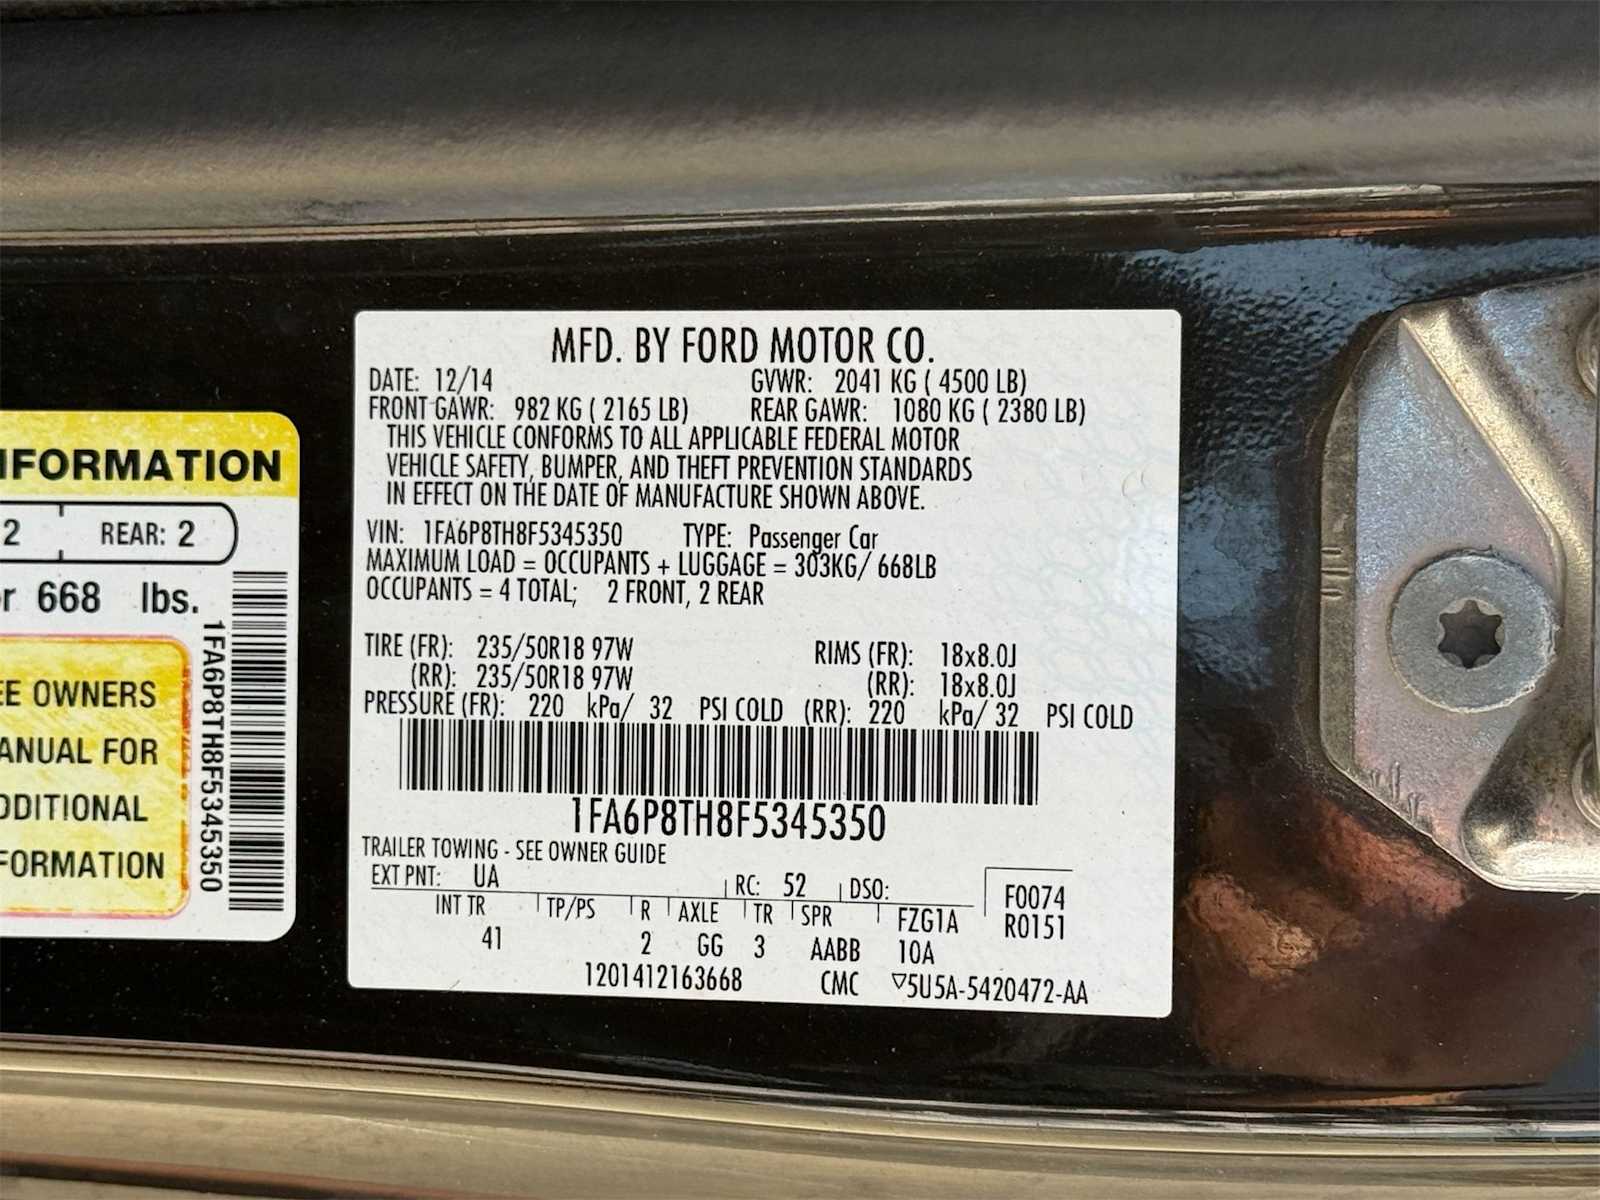 MFD. BY FORD MOTOR CO.
DATE: 12/14 GVWR: 2041 KG ( 4500 LB)
FRONT GAWR: 982 KG ( 2165 LB) REAR GAWR: 1080 KG ( 2380 LB)
THIS VEHICLE CONFORMS TO ALL APPLICABLE FEDERAL MOTOR
VEHICLE SAFETY, BUMPER, AND THEFT PREVENTION STANDARDS
IN EFFECT ON THE DATE OF MANUFACTURE SHOWN ABOVE.
VIN: 1FA6P8TH8F5345350 TYPE: Passenger Car
MAXIMUM LOAD = OCCUPANTS + LUGGAGE = 303KG/ 668LB
OCCUPANTS = 4 TOTAL; 2 FRONT, 2 REAR
TIRE (FR): 235/50R18 97W RIMS (FR): 18x8.0J
(RR): 235/50R18 97W (RR): 18x8.0J
PRESSURE (FR): 220 kPa/ 32 PSI COLD (RR): 220 kPa/ 32 PSI COLD
1FA6P8TH8F5345350
TRAILER TOWING - SEE OWNER GUIDE
EXT PNT: UA RC: 52 DSO: F0074
INT TR TP/PS R AXLE TR SPR FZG1A R0151
41 2 GG 3 AABB 10A
1201412163668 CMC ▽5U5A-5420472-AA
NFORMATION
2 REAR: 2
r 668 lbs.
EE OWNERS
ANUAL FOR
DDITIONAL
FORMATION
1FA6P8TH8F5345350